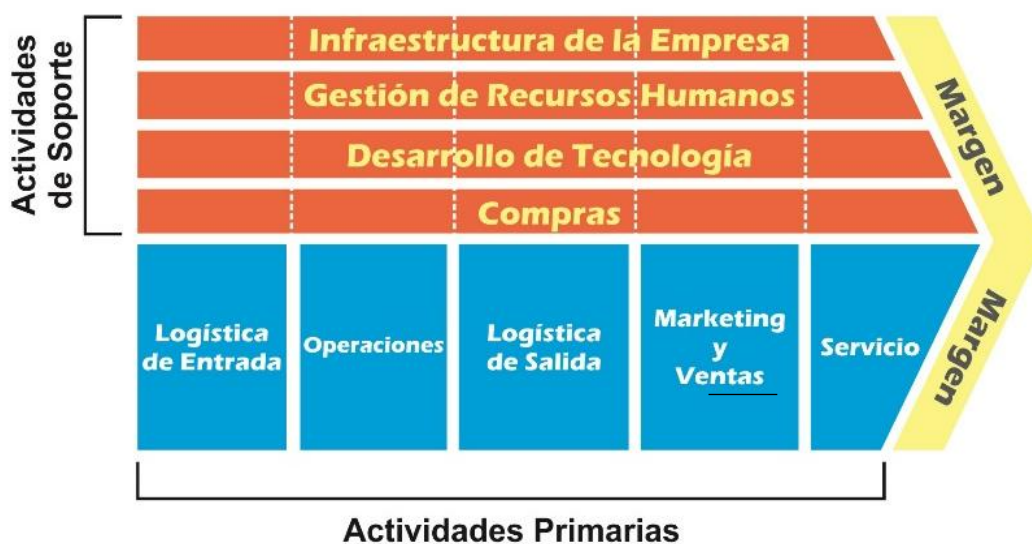 Actividades
de Soporte
Infraestructura de la Empresa
Gestión de Recursos Humanos
Desarrollo de Tecnología
Compras
Margen
Logística
de Entrada
Operaciones
Logística
de Salida
Marketing
y
Ventas
Servicio
Margen
Actividades Primarias